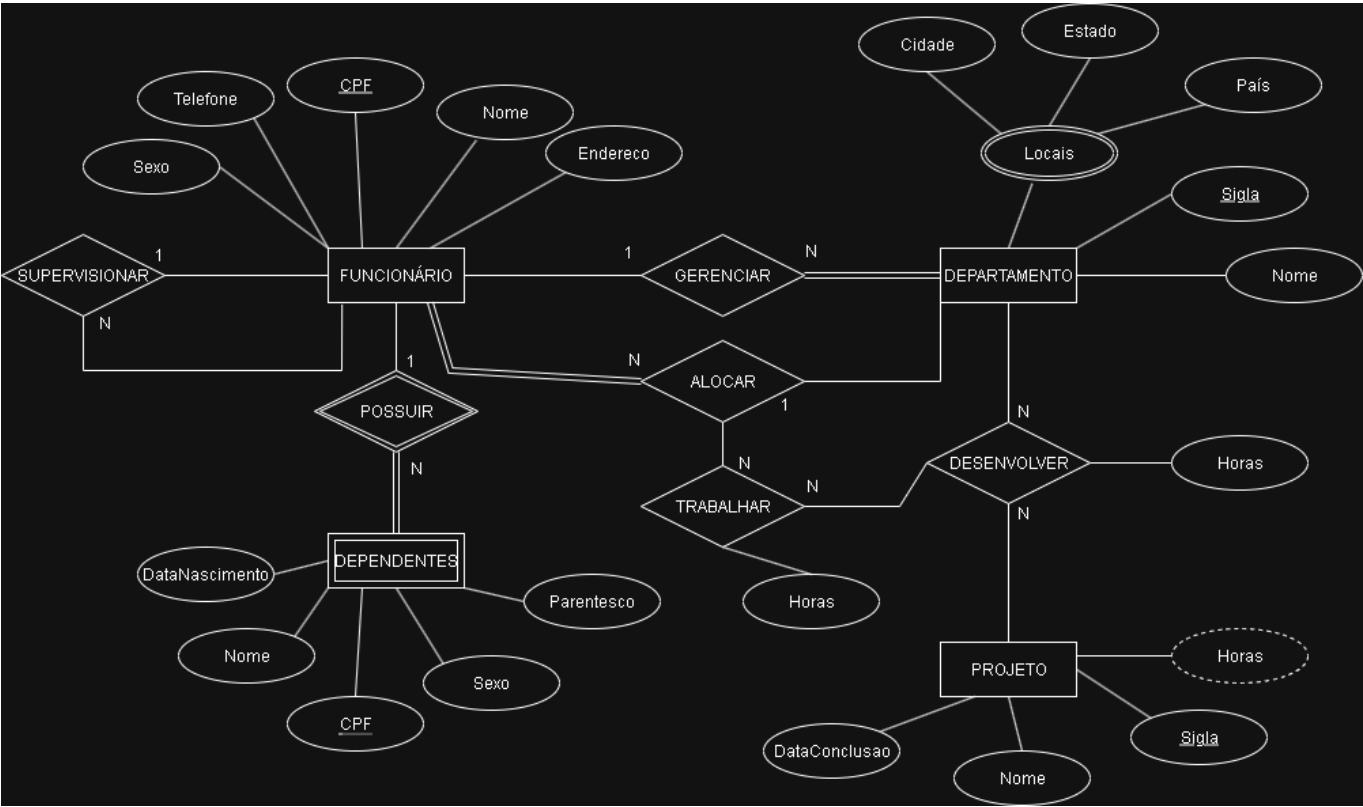 Cidade
Estado
País
Telefone
CPF
Nome
Endereco
Sexo
Locais
Sigla
Nome
SUPERVISIONAR
1
N
FUNCIONÁRIO
1
GERENCIAR
N
DEPARTAMENTO
1
POSSUIR
N
N
ALOCAR
1
N
TRABALHAR
N
N
DESENVOLVER
N
Horas
DEPENDENTES
DataNascimento
Nome
CPF
Sexo
Parentesco
Horas
PROJETO
Horas
Sigla
DataConclusao
Nome